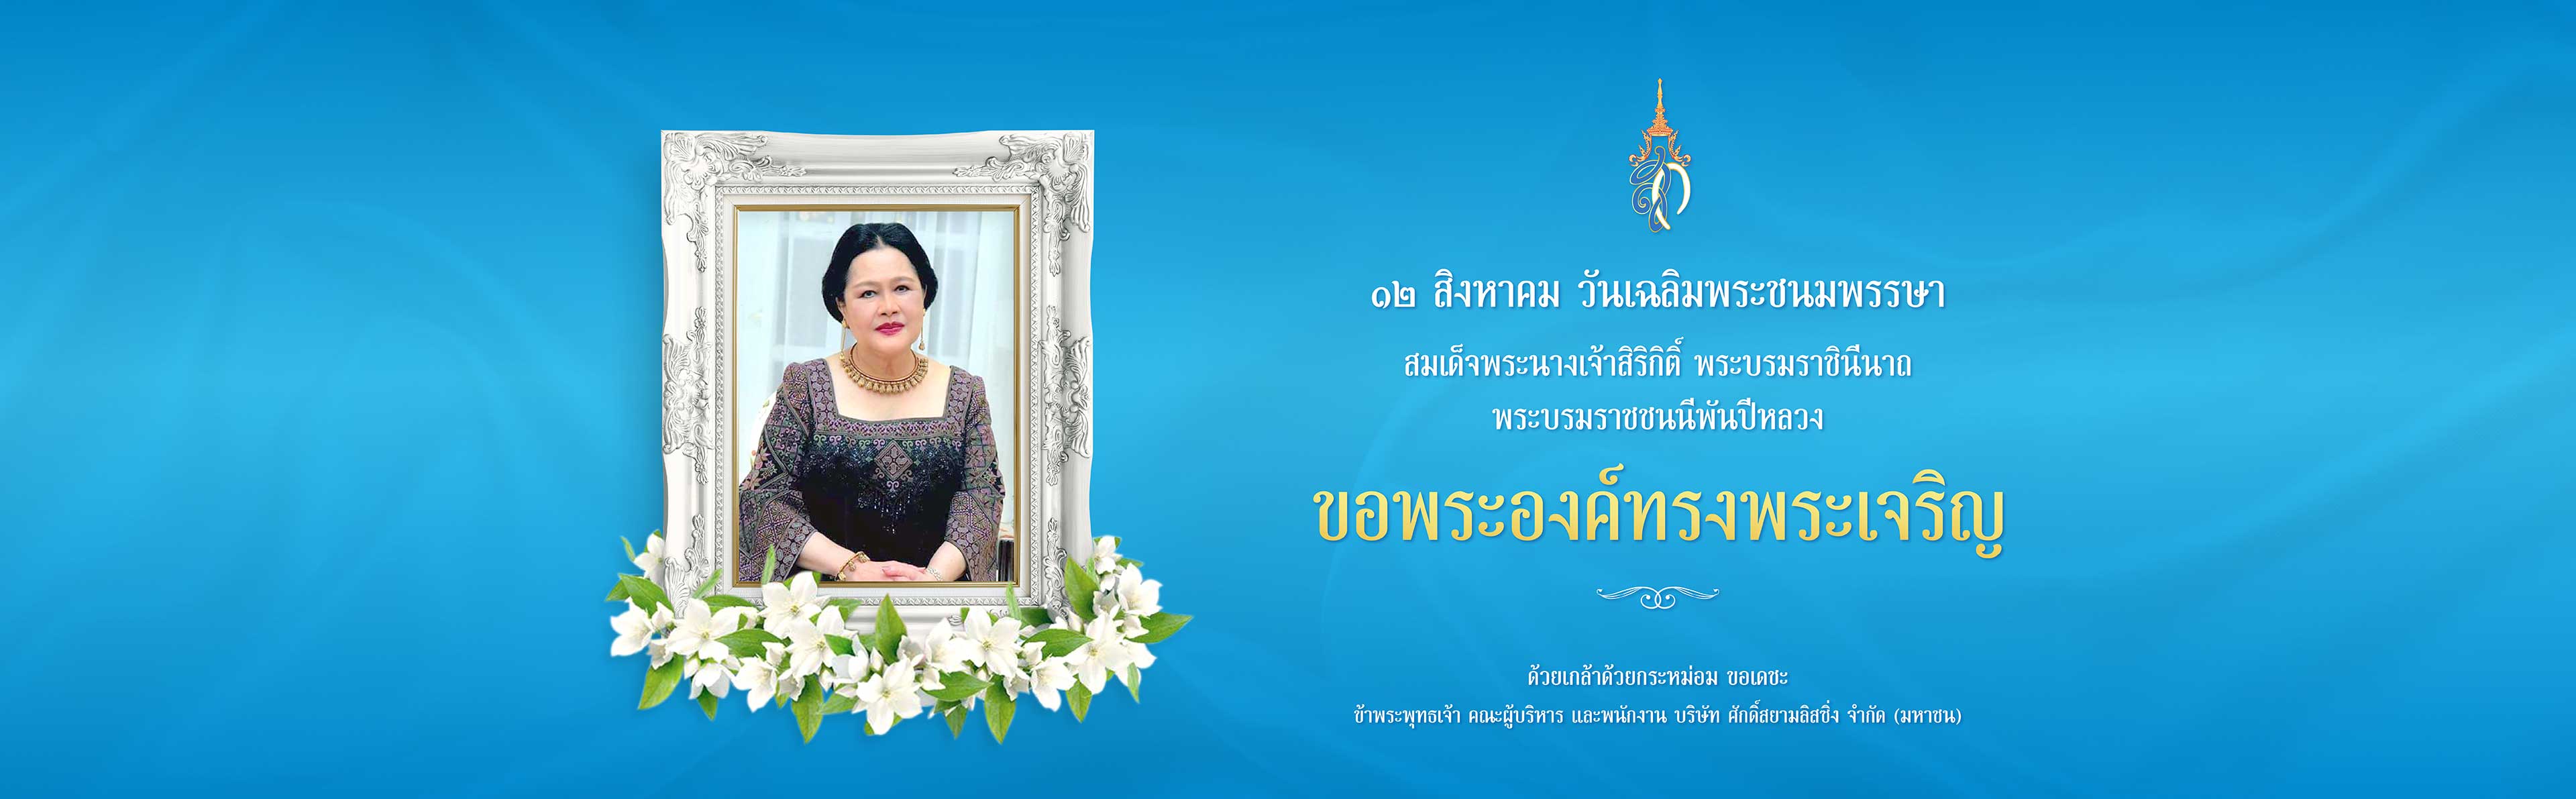 ๑๒ สิงหาคม วันเฉลิมพระชนมพรรษา
สมเด็จพระนางเจ้าสิริกิติ์ พระบรมราชินีนาถ
พระบรมราชชนนีพันปีหลวง
ขอพระองค์ทรงพระเจริญ
ด้วยเกล้าด้วยกระหม่อม ขอเดชะ
ข้าพระพุทธเจ้า คณะผู้บริหาร และพนักงาน บริษัท ศักดิ์สยามลิสซิ่ง จำกัด (มหาชน)